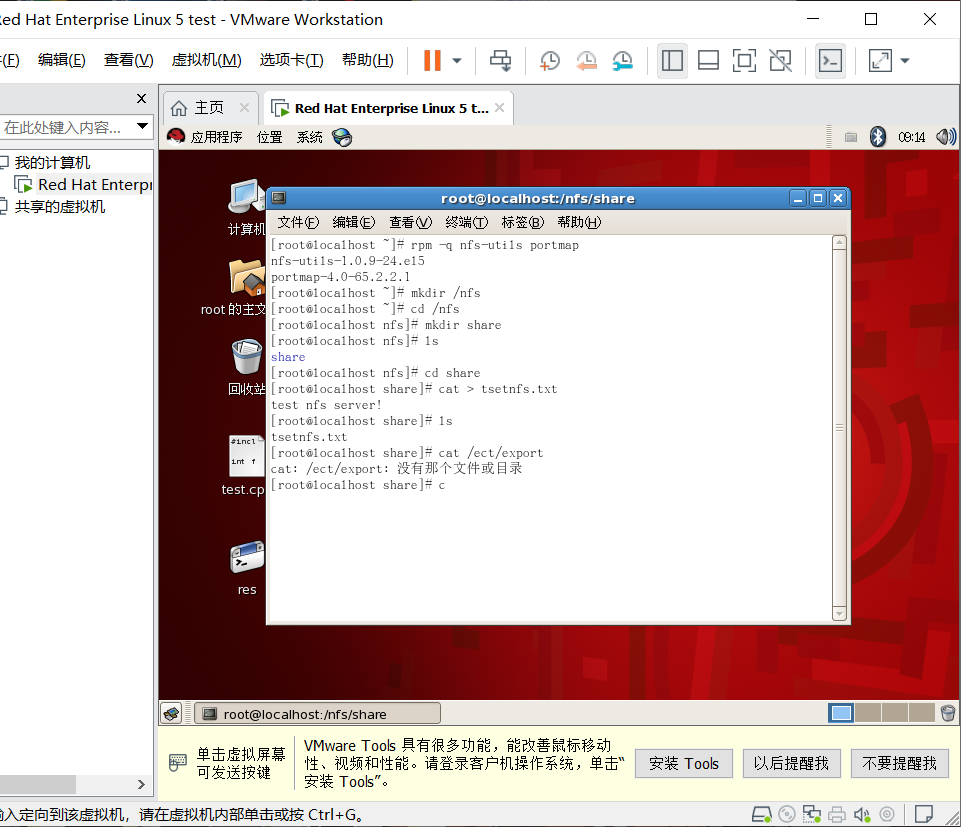 Red Hat Enterprise Linux 5 test - VMware Workstation
(F) 编辑(E) 查看(V) 虚拟机(M) 选项卡(T) 帮助(H)
在此处键入内容...
主页
Red Hat Enterprise Linux 5 t...
应用程序 位置 系统
09:14
我的计算机
Red Hat Enterpr
共享的虚拟机
计算机
root 的主文
回收站
#incl
int f
test.cp
res
root@localhost:/nfs/share
文件(F) 编辑(E) 查看(V) 终端(T) 标签(B) 帮助(H)
[root@localhost ~]# rpm -q nfs-utils portmap
nfs-utils-1.0.9-24.el5
portmap-4.0-65.2.2.1
[root@localhost ~]# mkdir /nfs
[root@localhost ~]# cd /nfs
[root@localhost nfs]# mkdir share
[root@localhost nfs]# ls
share
[root@localhost nfs]# cd share
[root@localhost share]# cat > tsetnfs.txt
test nfs server!
[root@localhost share]# ls
tsetnfs.txt
[root@localhost share]# cat /ect/export
cat: /ect/export: 没有那个文件或目录
[root@localhost share]# c
root@localhost:/nfs/share
单击虚拟屏幕
可发送按键
VMware Tools 具有很多功能，能改善鼠标移动
性、视频和性能。请登录客户机操作系统，单击“
安装 Tools”。
安装 Tools
以后提醒我
不要提醒我
输入定向到该虚拟机，请在虚拟机内部单击或按 Ctrl+G。